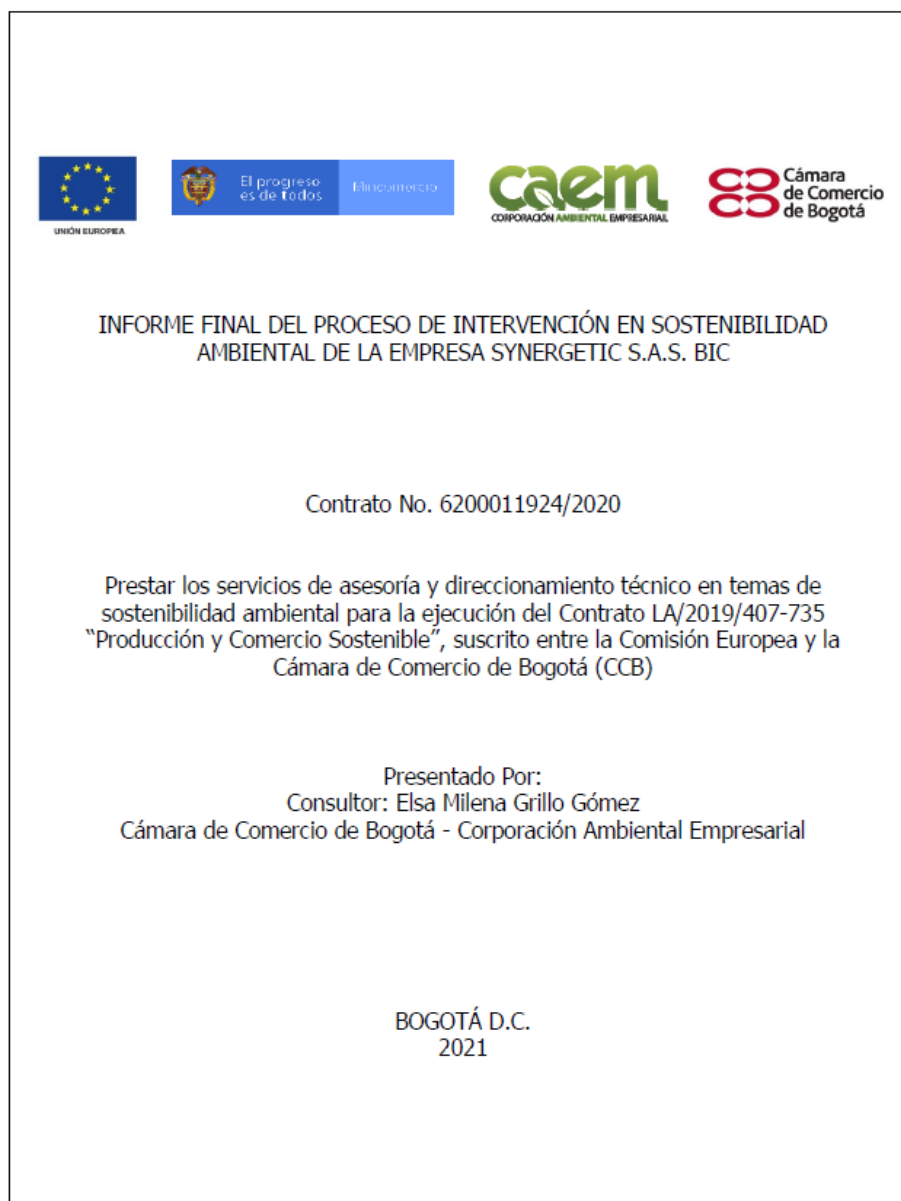 UNIÓN EUROPEA
El progreso
es de todos
Mincomercio
caem
CORPORACIÓN AMBIENTAL EMPRESARIAL
Cámara
de Comercio
de Bogotá
INFORME FINAL DEL PROCESO DE INTERVENCIÓN EN SOSTENIBILIDAD
AMBIENTAL DE LA EMPRESA SYNERGETIC S.A.S. BIC
Contrato No. 6200011924/2020
Prestar los servicios de asesoría y direccionamiento técnico en temas de
sostenibilidad ambiental para la ejecución del Contrato LA/2019/407-735
“Producción y Comercio Sostenible”, suscrito entre la Comisión Europea y la
Cámara de Comercio de Bogotá (CCB)
Presentado Por:
Consultor: Elsa Milena Grillo Gómez
Cámara de Comercio de Bogotá - Corporación Ambiental Empresarial
BOGOTÁ D.C.
2021